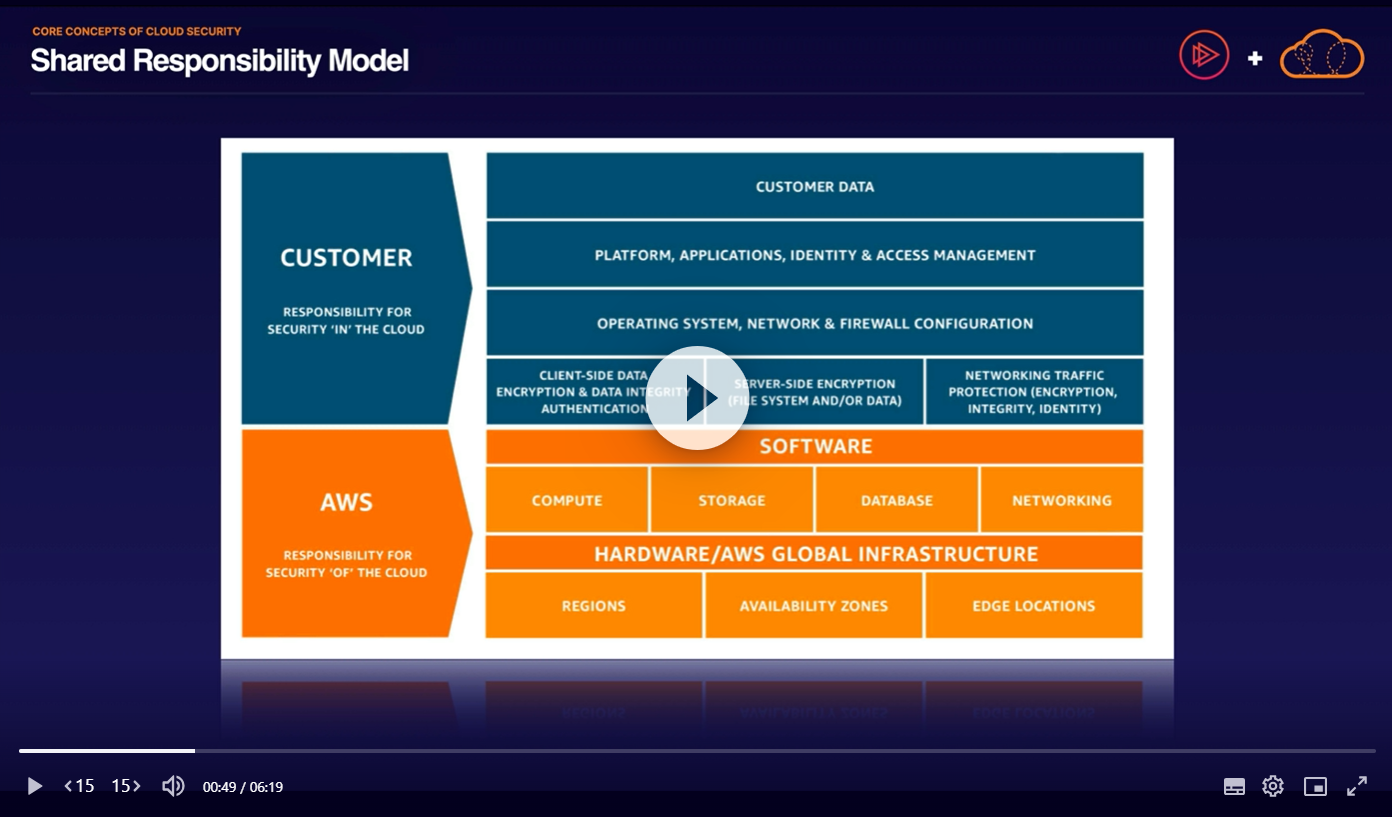 CORE CONCEPTS OF CLOUD SECURITY
Shared Responsibility Model
CUSTOMER
RESPONSIBILITY FOR
SECURITY ‘IN’ THE CLOUD
CUSTOMER DATA
PLATFORM, APPLICATIONS, IDENTITY & ACCESS MANAGEMENT
OPERATING SYSTEM, NETWORK & FIREWALL CONFIGURATION
CLIENT-SIDE DATA
ENCRYPTION & DATA INTEGRITY
AUTHENTICATION
SERVER-SIDE ENCRYPTION
(FILE SYSTEM AND/OR DATA)
NETWORKING TRAFFIC
PROTECTION (ENCRYPTION,
INTEGRITY, IDENTITY)
AWS
RESPONSIBILITY FOR
SECURITY ‘OF’ THE CLOUD
SOFTWARE
COMPUTE
STORAGE
DATABASE
NETWORKING
HARDWARE/AWS GLOBAL INFRASTRUCTURE
REGIONS
AVAILABILITY ZONES
EDGE LOCATIONS
15 15 00:49 / 06:19